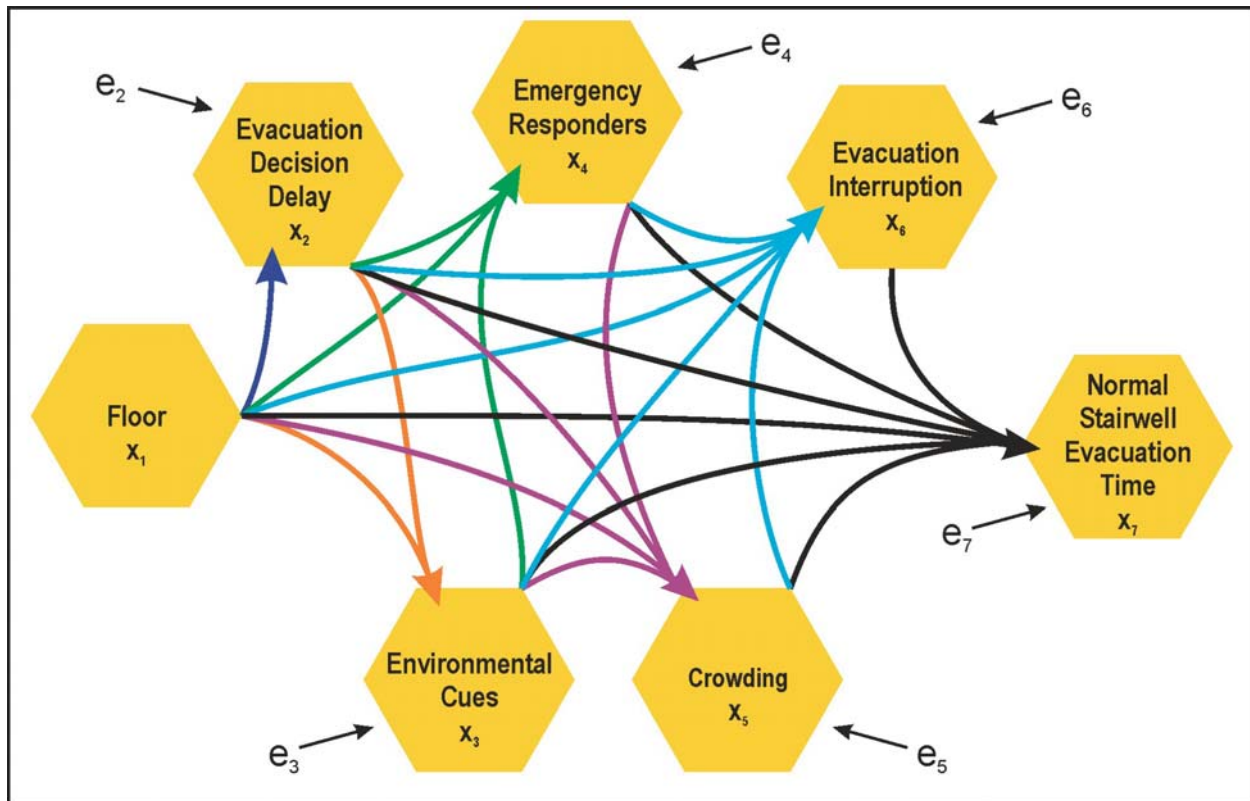 e₂
Evacuation
Decision
Delay
X₂
Emergency
Responders
X₄
e₄
Evacuation
Interruption
X₆
e₆
Floor
X₁
Normal
Stairwell
Evacuation
Time
X₇
e₇
Environmental
Cues
X₃
e₃
Crowding
X₅
e₅